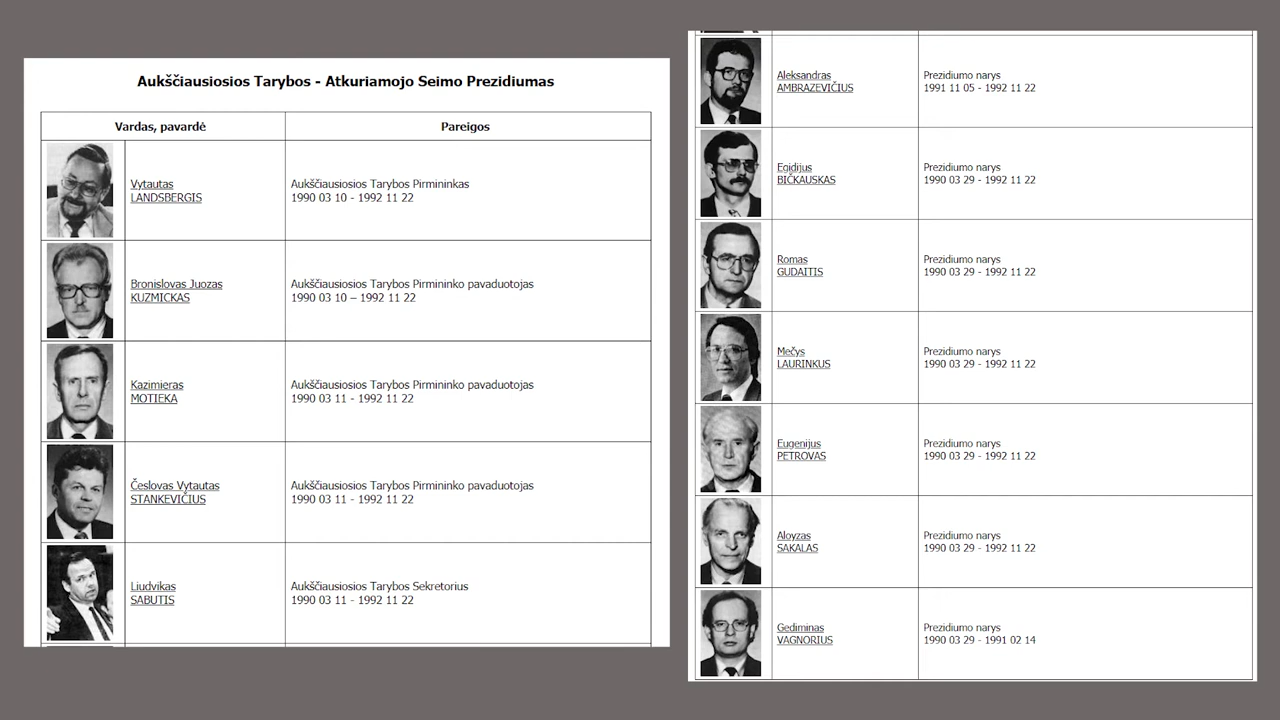 Aukščiausiosios Tarybos - Atkuriamojo Seimo Prezidiumas
Vardas, pavardė
Pareigos
Vytautas
LANDSBERGIS
Aukščiausiosios Tarybos Pirmininkas
1990 03 10 - 1992 11 22
Bronislovas Juozas
KUZMICKAS
Aukščiausiosios Tarybos Pirmininko pavaduotojas
1990 03 10 – 1992 11 22
Kazimieras
MOTIEKA
Aukščiausiosios Tarybos Pirmininko pavaduotojas
1990 03 11 - 1992 11 22
Česlovas Vytautas
STANKEVIČIUS
Aukščiausiosios Tarybos Pirmininko pavaduotojas
1990 03 11 - 1992 11 22
Liudvikas
SABUTIS
Aukščiausiosios Tarybos Sekretorius
1990 03 11 - 1992 11 22
Aleksandras
AMBRAZEVIČIUS
Prezidiumo narys
1991 11 05 - 1992 11 22
Egidijus
BIČKAUSKAS
Prezidiumo narys
1990 03 29 - 1992 11 22
Romas
GUDAITIS
Prezidiumo narys
1990 03 29 - 1992 11 22
Mečys
LAURINKUS
Prezidiumo narys
1990 03 29 - 1992 11 22
Eugenijus
PETROVAS
Prezidiumo narys
1990 03 29 - 1992 11 22
Aloyzas
SAKALAS
Prezidiumo narys
1990 03 29 - 1992 11 22
Gediminas
VAGNORIUS
Prezidiumo narys
1990 03 29 - 1991 02 14